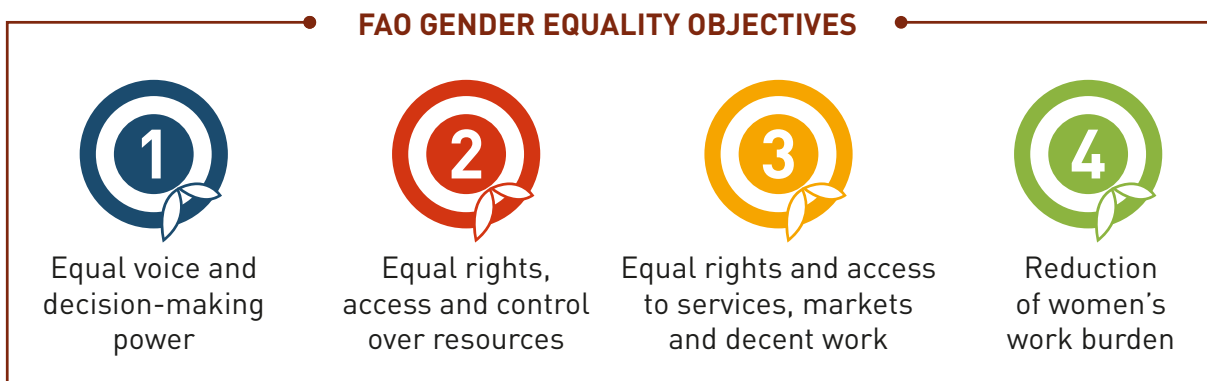 FAO GENDER EQUALITY OBJECTIVES
1
Equal voice and
decision-making
power
2
Equal rights,
access and control
over resources
3
Equal rights and access
to services, markets
and decent work
4
Reduction
of women’s
work burden